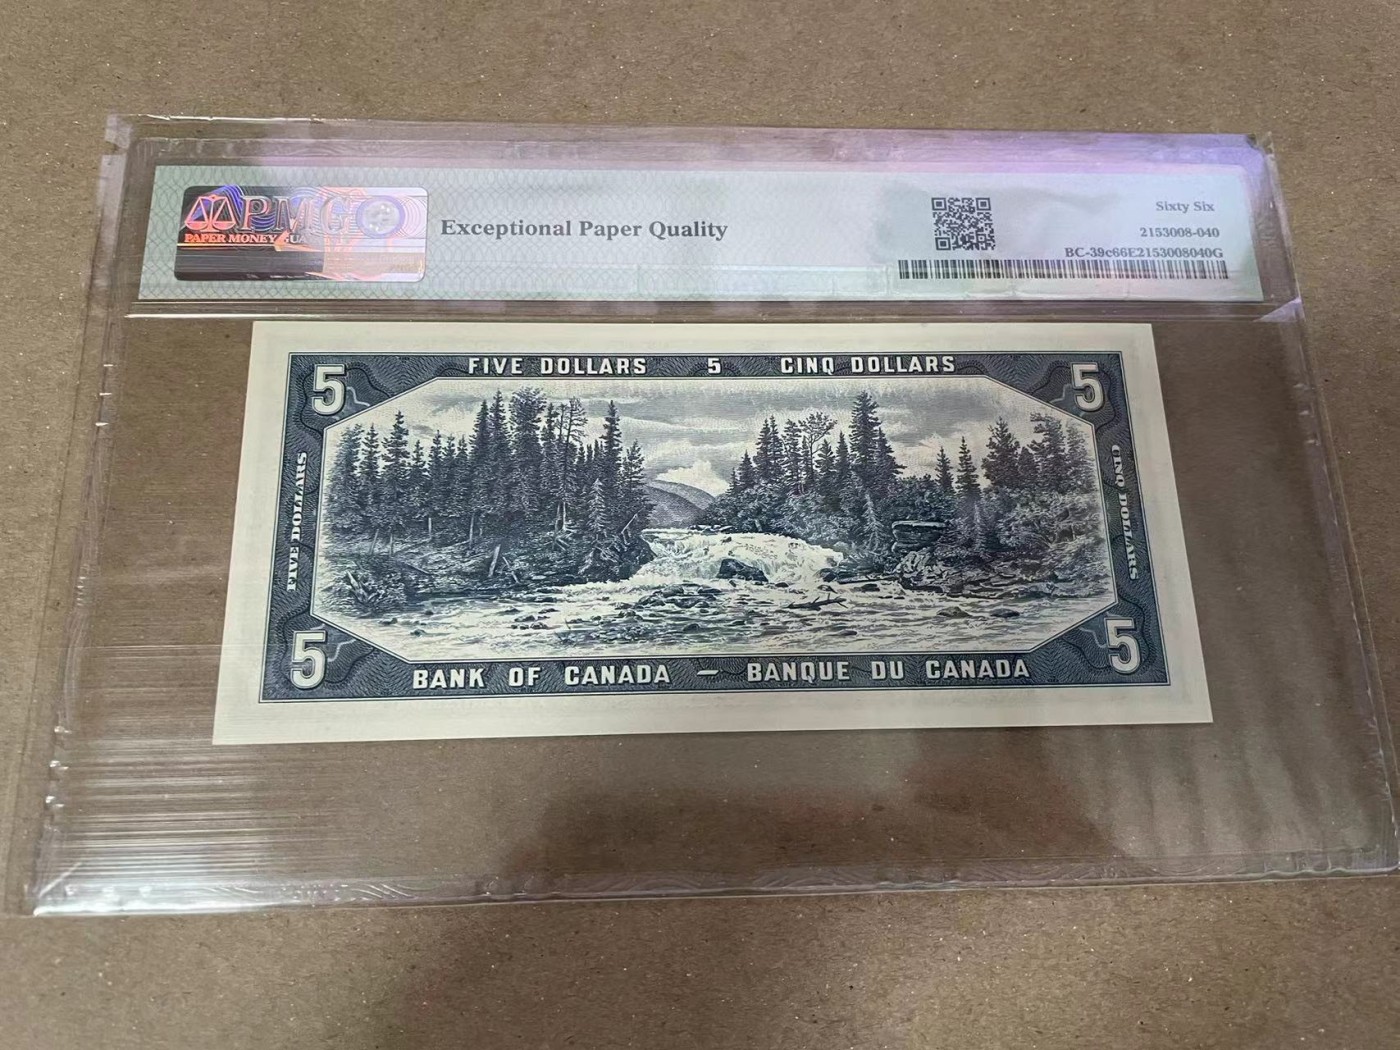 PMG
PAPER MONEY GUA
Exceptional Paper Quality
Sixty Six
2153008-040
BC-39c66E2153008040G
FIVE DOLLARS 5 CINQ DOLLARS
5 5
FIVE DOLLARS
CINQ DOLLARS
5 5
BANK OF CANADA – BANQUE DU CANADA